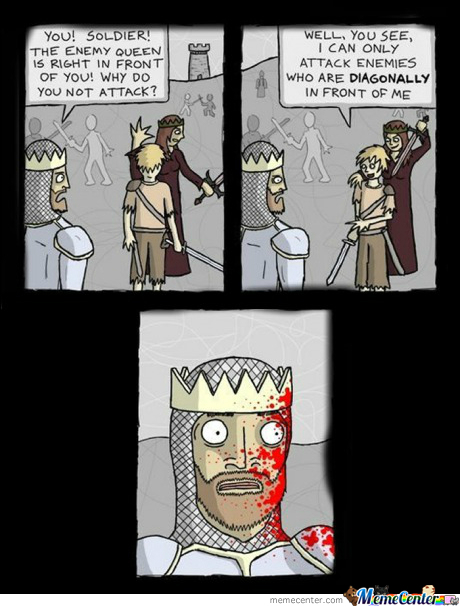 YOU! SOLDIER!
THE ENEMY QUEEN
IS RIGHT IN FRONT
OF YOU! WHY DO
YOU NOT ATTACK?
WELL, YOU SEE,
I CAN ONLY
ATTACK ENEMIES
WHO ARE DIAGONALLY
IN FRONT OF ME
memecenter.com
MemeCenter